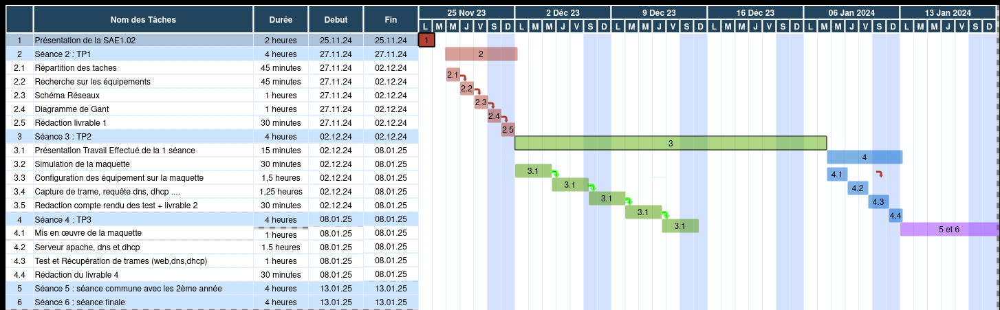 Nom des Tâches Durée Debut Fin 25 Nov 23 2 Déc 23 9 Déc 23 16 Déc 23 06 Jan 2024 13 Jan 2024
L M M J V S D L M M J V S D L M M J V S D L M M J V S D L M M J V S D L M M J V S D
1 Présentation de la SAE1.02 2 heures 25.11.24 25.11.24 1
2 Séance 2 : TP1 4 heures 27.11.24 27.11.24 2
2.1 Répartition des taches 45 minutes 27.11.24 02.12.24 2.1
2.2 Recherche sur les équipements 45 minutes 27.11.24 02.12.24 2.2
2.3 Schéma Réseaux 1 heures 27.11.24 02.12.24 2.3
2.4 Diagramme de Gant 1 heures 27.11.24 02.12.24 2.4
2.5 Rédaction livrable 1 30 minutes 27.11.24 02.12.24 2.5
3 Séance 3 : TP2 4 heures 02.12.24 02.12.24 3
3.1 Présentation Travail Effectué de la 1 séance 15 minutes 02.12.24 08.01.25 4
3.2 Simulation de la maquette 30 minutes 02.12.24 08.01.25 3.1 4.1
3.3 Configuration des équipement sur la maquette 1,5 heures 02.12.24 08.01.25 3.1 4.2
3.4 Capture de trame, requête dns, dhcp .... 1,25 heures 02.12.24 08.01.25 3.1 4.3
3.5 Redaction compte rendu des test + livrable 2 30 minutes 02.12.24 08.01.25 3.1 4.4
4 Séance 4 : TP3 4 heures 08.01.25 08.01.25 3.1 5 et 6
4.1 Mis en œuvre de la maquette 1 heures 08.01.25 08.01.25
4.2 Serveur apache, dns et dhcp 1.5 heures 08.01.25 08.01.25
4.3 Test et Récupération de trames (web,dns,dhcp) 1 heures 08.01.25 08.01.25
4.4 Rédaction du livrable 4 30 minutes 08.01.25 08.01.25
5 Séance 5 : séance commune avec les 2ème année 4 heures 13.01.25 13.01.25
6 Séance 6 : séance finale 4 heures 13.01.25 13.01.25